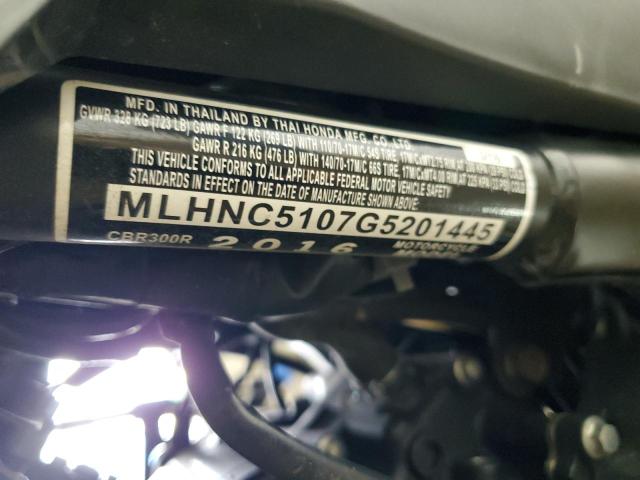 MFD. IN THAILAND BY THAI HONDA MFG. CO.,LTD.
GVWR 328 KG (723 LB) GAWR F 122 KG (269 LB) WITH 110/70-17M/C 54S TIRE,
GAWR R 216 KG (476 LB) WITH 140/70-17M/C 66S TIRE,
THIS VEHICLE CONFORMS TO ALL APPLICABLE FEDERAL MOTOR VEHICLE SAFETY
STANDARDS IN EFFECT ON THE DATE OF MANUFACTURE SHOWN ABOVE.
MLHNC5107G5201445
CBR300R 2016 MOTORCYCLE